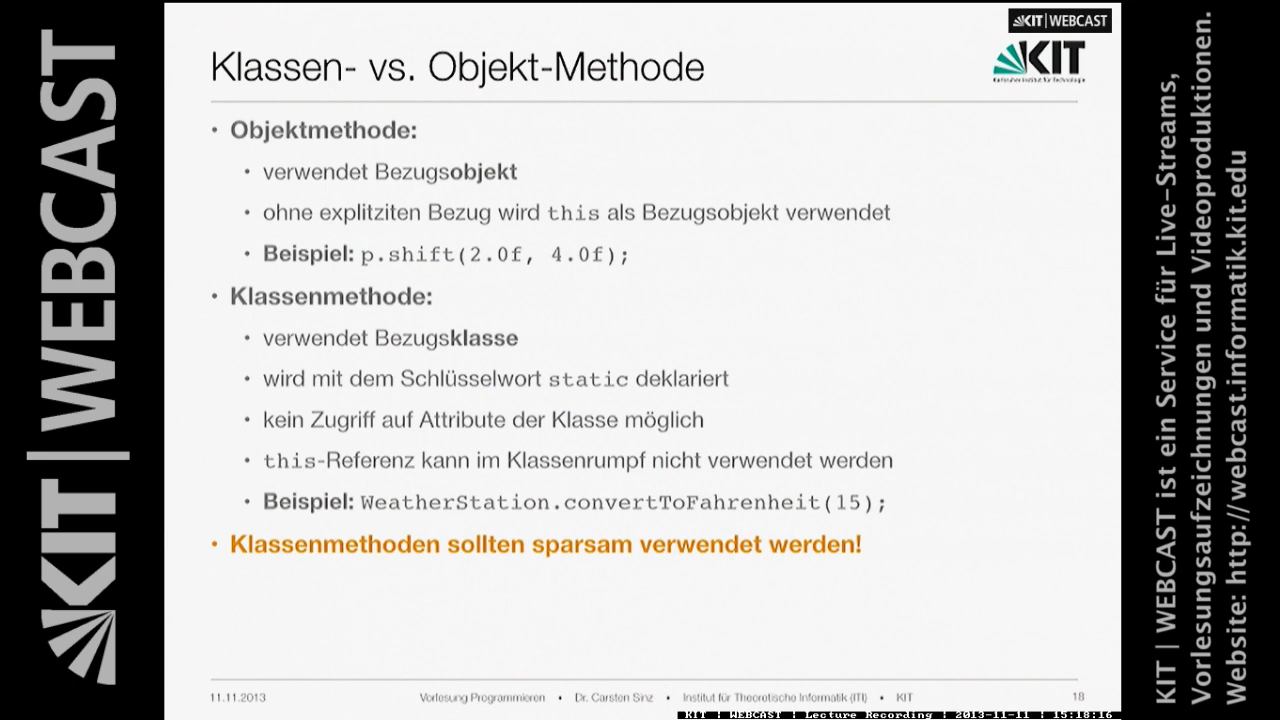 KIT | WEBCAST
KIT | WEBCAST
Klassen- vs. Objekt-Methode
KIT
Karlsruher Institut für Technologie
• Objektmethode:
• verwendet Bezugsobjekt
• ohne explitziten Bezug wird this als Bezugsobjekt verwendet
• Beispiel: p.shift(2.0f, 4.0f);
• Klassenmethode:
• verwendet Bezugsklasse
• wird mit dem Schlüsselwort static deklariert
• kein Zugriff auf Attribute der Klasse möglich
• this-Referenz kann im Klassenrumpf nicht verwendet werden
• Beispiel: WeatherStation.convertToFahrenheit(15);
• Klassenmethoden sollten sparsam verwendet werden!
11.11.2013
Vorlesung Programmieren • Dr. Carsten Sinz • Institut für Theoretische Informatik (ITI) • KIT
18
KIT | WEBCAST | Lecture Recording | 2013-11-11 | 15:18:16
KIT | WEBCAST ist ein Service für Live-Streams,
Vorlesungsaufzeichnungen und Videoproduktionen.
Website: http://webcast.informatik.kit.edu